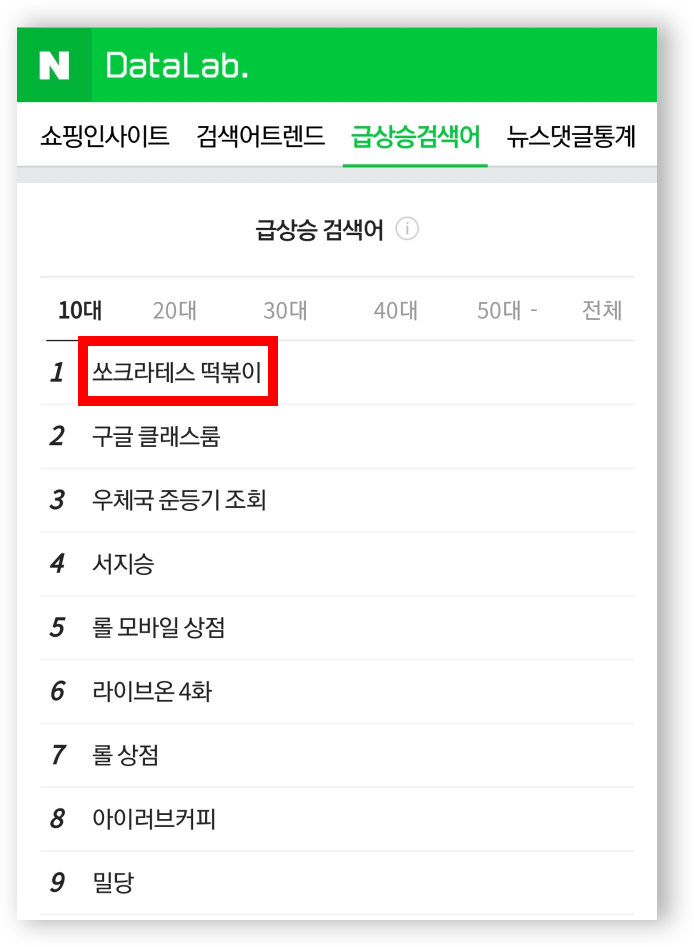 N DataLab.
쇼핑인사이트 검색어트렌드 급상승검색어 뉴스댓글통계
급상승 검색어 i
10대 20대 30대 40대 50대 - 전체
1 쏘크라테스 떡볶이
2 구글 클래스룸
3 우체국 준등기 조회
4 서지승
5 롤 모바일 상점
6 라이브온 4화
7 롤 상점
8 아이러브커피
9 밀당